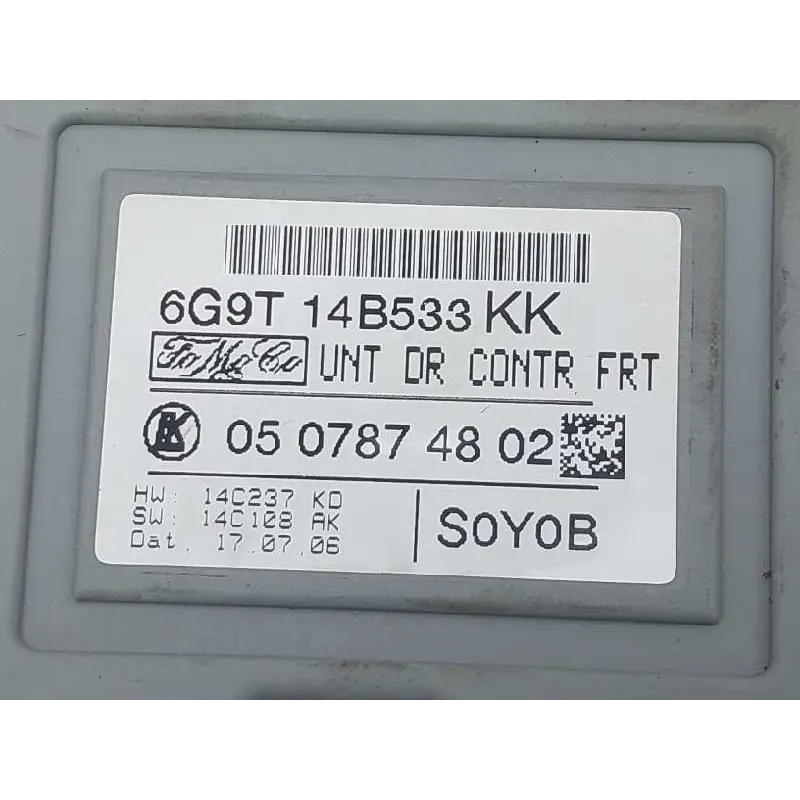 6G9T 14B533 KK
FoMoCo UNT DR CONTR FRT
K 05 0787 48 02
HW: 14C237 KD
SW: 14C108 AK
Dat. 17.07.06
S0Y0B